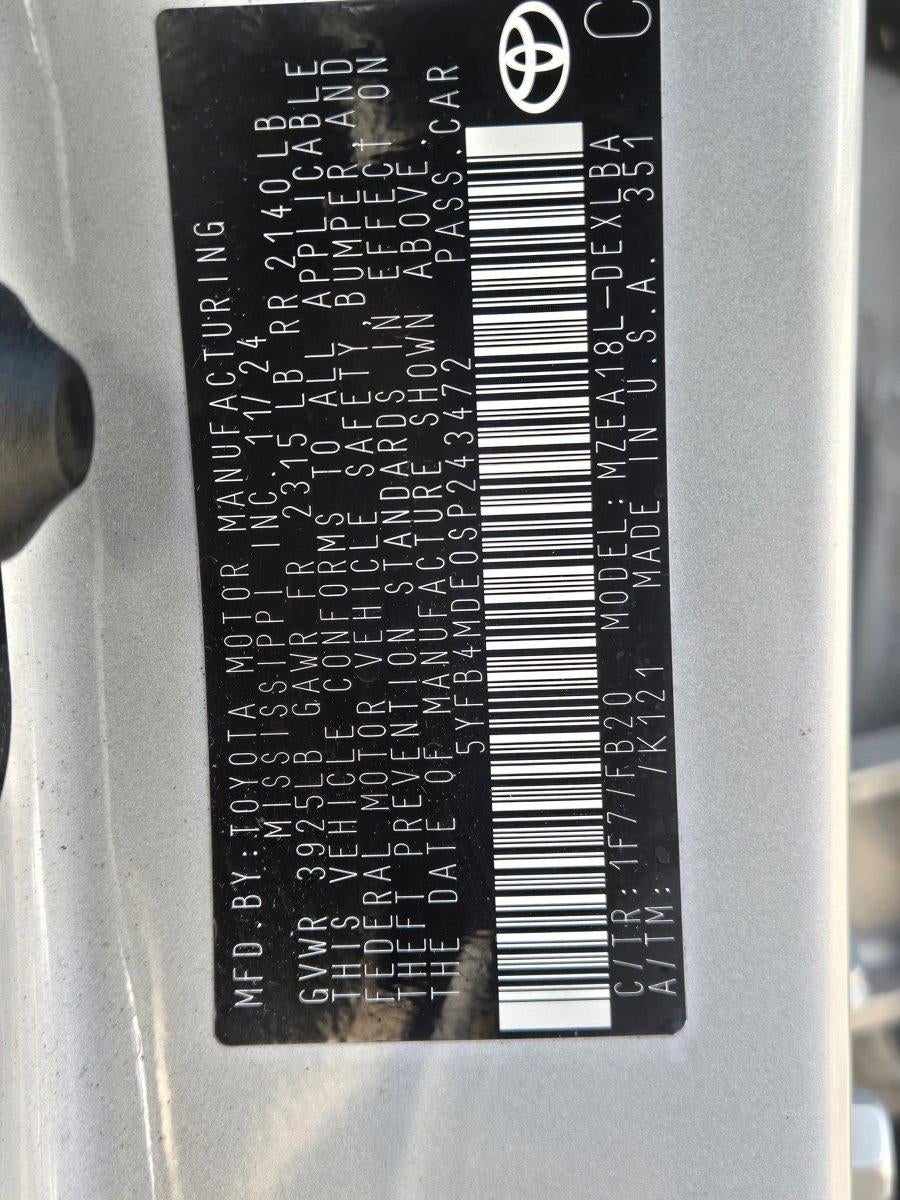 MFD.BY:TOYOTA MOTOR MANUFACTURING
MISSISSIPPI INC. 11/24
GVWR 3925LB GAWR FR 2315 LB RR 2140LB
THIS VEHICLE CONFORMS TO ALL APPLICABLE
FEDERAL MOTOR VEHICLE SAFETY, BUMPER AND
THEFT PREVENTION STANDARDS IN EFFECT ON
THE DATE OF MANUFACTURE SHOWN ABOVE.
5YFB4MDE0SP243472 PASS.CAR
C/TR:1F7/FB20 MODEL:MZEA18L-DEXLBA
A/TM: /K121 MADE IN U.S.A. 351
C